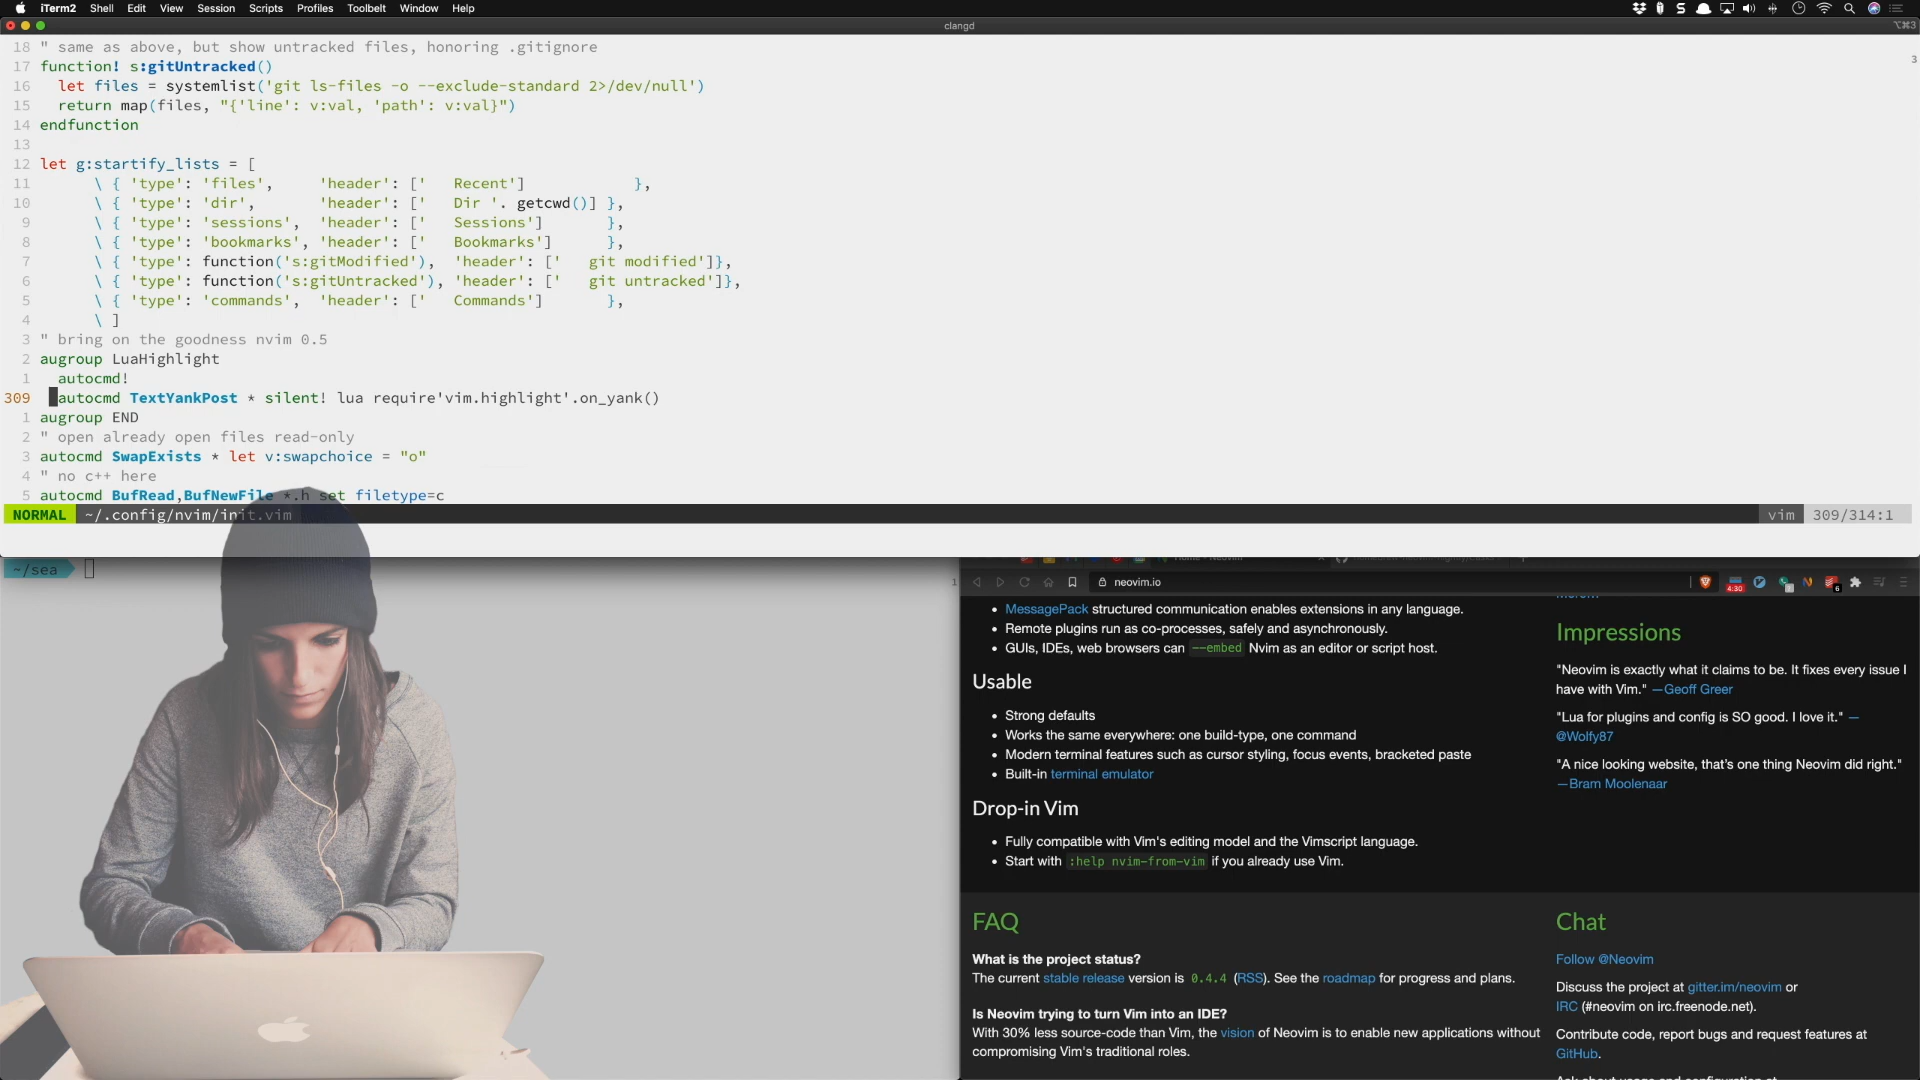 iTerm2 Shell Edit View Session Scripts Profiles Toolbelt Window Help
clangd
⌥⌘3
18 " same as above, but show untracked files, honoring .gitignore
3
17 function! s:gitUntracked()
16   let files = systemlist('git ls-files -o --exclude-standard 2>/dev/null')
15   return map(files, "{'line': v:val, 'path': v:val}")
14 endfunction
13
12 let g:startify_lists = [
11       \ { 'type': 'files',     'header': ['   Recent']            },
10       \ { 'type': 'dir',       'header': ['   Dir '. getcwd()] },
9       \ { 'type': 'sessions',  'header': ['   Sessions']       },
8       \ { 'type': 'bookmarks', 'header': ['   Bookmarks']      },
7       \ { 'type': function('s:gitModified'),  'header': ['   git modified']},
6       \ { 'type': function('s:gitUntracked'), 'header': ['   git untracked']},
5       \ { 'type': 'commands',  'header': ['   Commands']       },
4       \ ]
3 " bring on the goodness nvim 0.5
2 augroup LuaHighlight
1   autocmd!
309   autocmd TextYankPost * silent! lua require'vim.highlight'.on_yank()
1 augroup END
2 " open already open files read-only
3 autocmd SwapExists * let v:swapchoice = "o"
4 " no c++ here
5 autocmd BufRead,BufNewFile *.h set filetype=c
NORMAL ~/.config/nvim/init.vim vim 309/314:1
~/sea
1
neovim.io
4:30
6
MessagePack structured communication enables extensions in any language.
Remote plugins run as co-processes, safely and asynchronously.
GUIs, IDEs, web browsers can --embed Nvim as an editor or script host.
Usable
Strong defaults
Works the same everywhere: one build-type, one command
Modern terminal features such as cursor styling, focus events, bracketed paste
Built-in terminal emulator
Drop-in Vim
Fully compatible with Vim's editing model and the Vimscript language.
Start with :help nvim-from-vim if you already use Vim.
Impressions
"Neovim is exactly what it claims to be. It fixes every issue I
have with Vim." —Geoff Greer
"Lua for plugins and config is SO good. I love it." —
@Wolfy87
"A nice looking website, that's one thing Neovim did right."
—Bram Moolenaar
FAQ
What is the project status?
The current stable release version is 0.4.4 (RSS). See the roadmap for progress and plans.
Is Neovim trying to turn Vim into an IDE?
With 30% less source-code than Vim, the vision of Neovim is to enable new applications without
compromising Vim's traditional roles.
Chat
Follow @Neovim
Discuss the project at gitter.im/neovim or
IRC (#neovim on irc.freenode.net).
Contribute code, report bugs and request features at
GitHub.